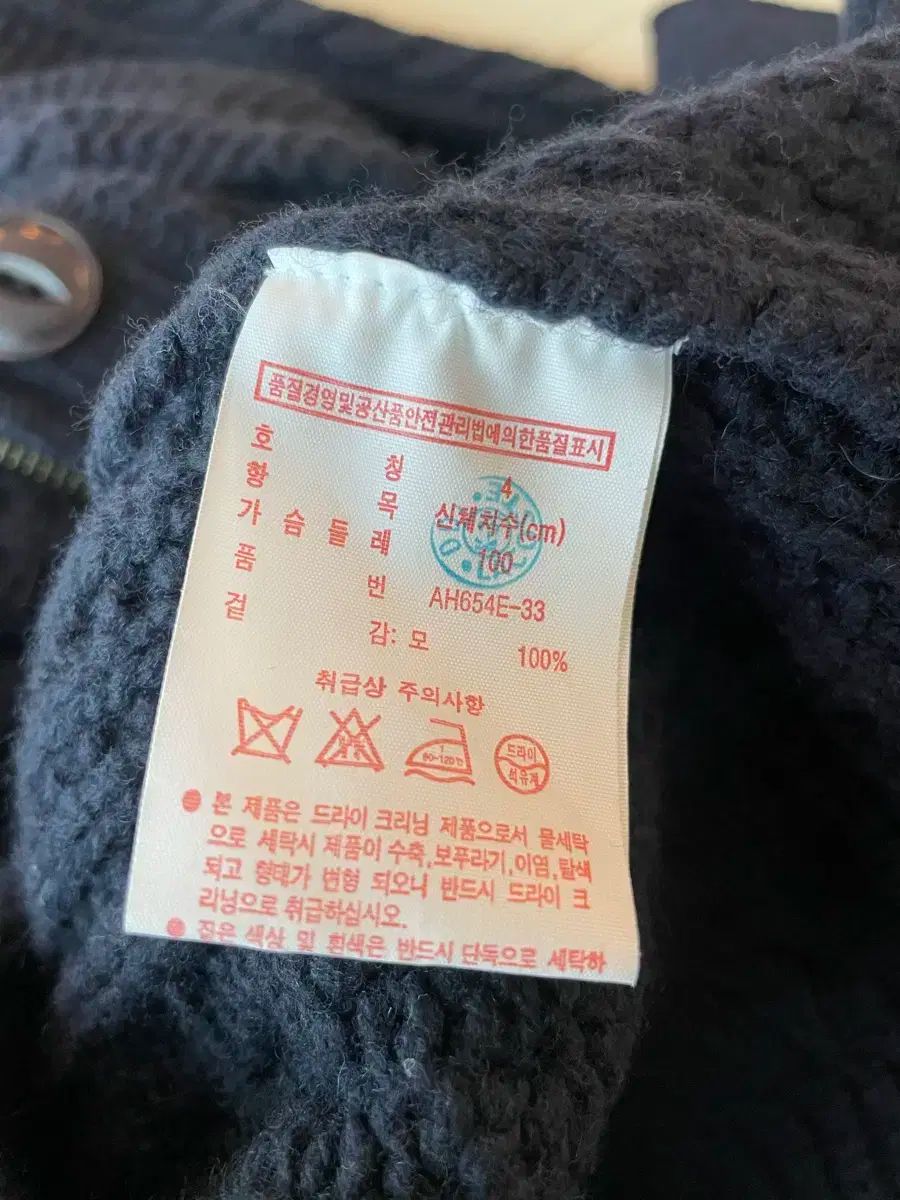 품질경영및공산품안전관리법에의한품질표시
호 칭 4
항 목 신체치수(cm)
가 슴 둘 레 100
품 번 AH654E-33
겉 감: 모 100%
취급상 주의사항
드라이
석유계
● 본 제품은 드라이 크리닝 제품으로서 물세탁
으로 세탁시 제품이 수축,보푸라기,이염,탈색
되고 형태가 변형 되오니 반드시 드라이 크
리닝으로 취급하십시오.
● 짙은 색상 및 흰색은 반드시 단독으로 세탁하